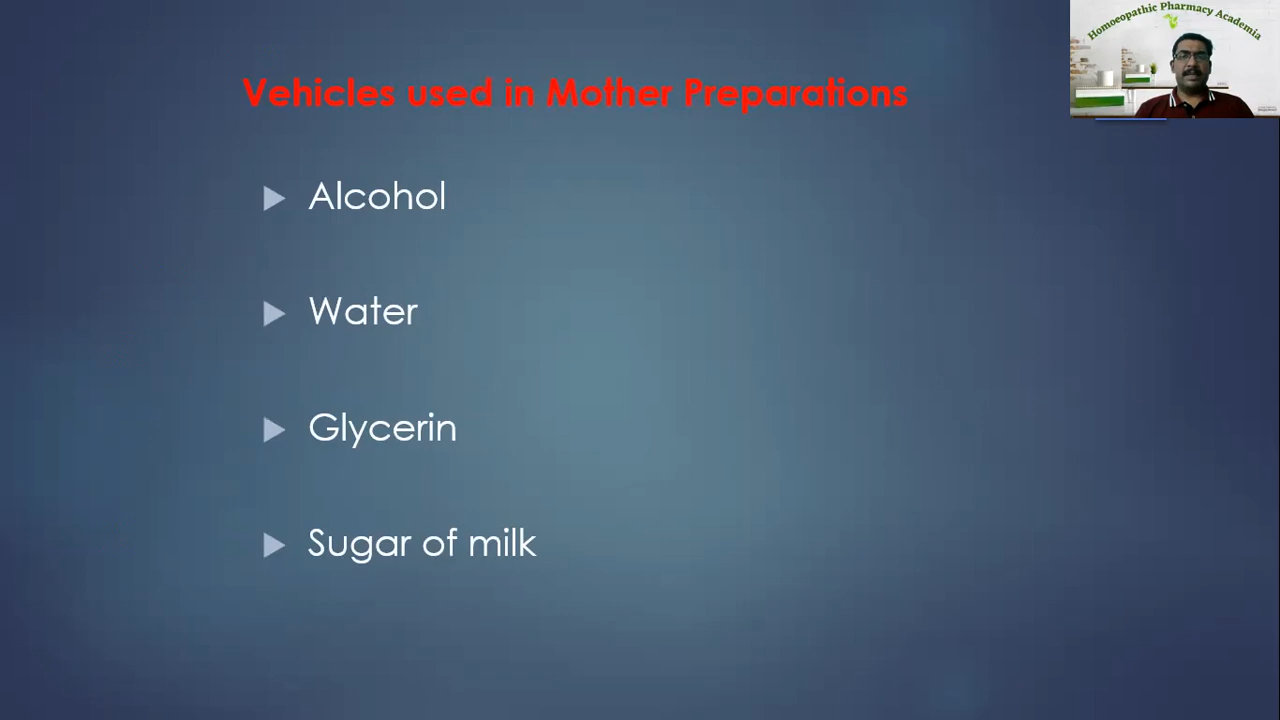 Homoeopathic Pharmacy Academia
Vehicles used in Mother Preparations
Alcohol
Water
Glycerin
Sugar of milk